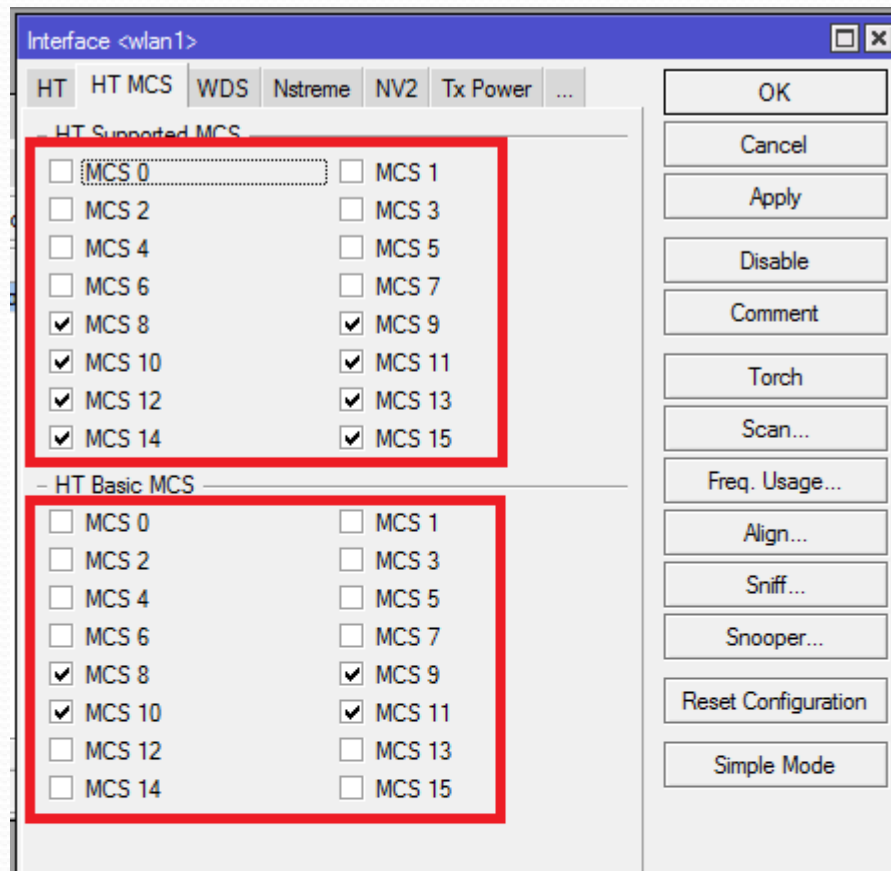 Interface <wlan1>
HT HT MCS WDS Nstreme NV2 Tx Power ...
HT Supported MCS
MCS 0 MCS 1
MCS 2 MCS 3
MCS 4 MCS 5
MCS 6 MCS 7
MCS 8 MCS 9
MCS 10 MCS 11
MCS 12 MCS 13
MCS 14 MCS 15
HT Basic MCS
MCS 0 MCS 1
MCS 2 MCS 3
MCS 4 MCS 5
MCS 6 MCS 7
MCS 8 MCS 9
MCS 10 MCS 11
MCS 12 MCS 13
MCS 14 MCS 15
OK
Cancel
Apply
Disable
Comment
Torch
Scan...
Freq. Usage...
Align...
Sniff...
Snooper...
Reset Configuration
Simple Mode